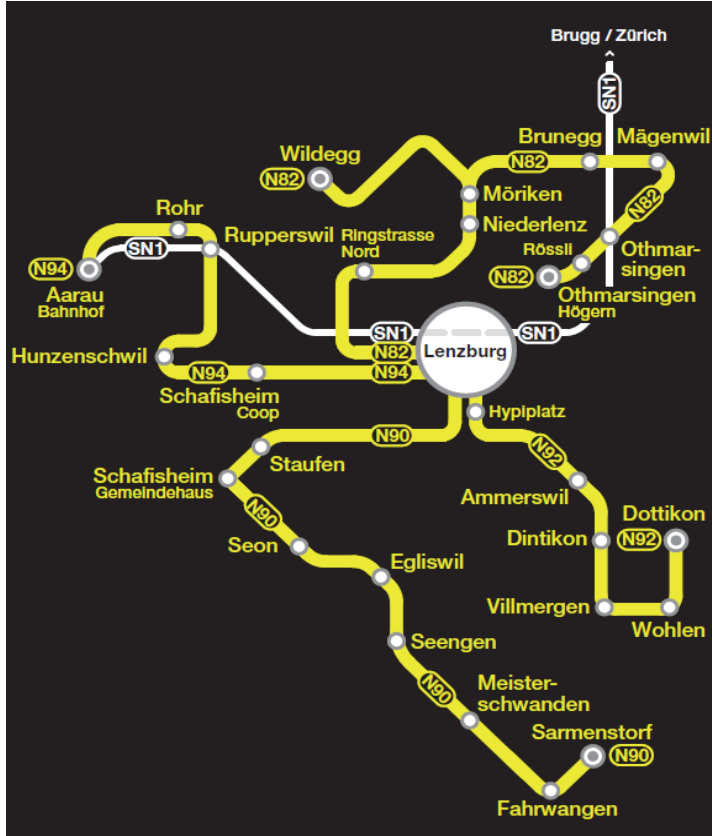 Brugg / Zürich
SN1
Wildegg
N82
Brunegg
Mägenwil
N82
Möriken
N82
Rohr
Niederlenz
Rupperswil
Ringstrasse
Nord
SN1
Rössli
Othmar-
singen
N94
N82
Aarau
Bahnhof
Othmarsingen
Högern
SN1
SN1
Hunzenschwil
N82
Lenzburg
N94
N94
Schafisheim
Coop
Hypiplatz
N90
N92
Staufen
Schafisheim
Gemeindehaus
Ammerswil
N90
Dottikon
Seon
Dintikon
N92
Egliswil
Villmergen
Wohlen
Seengen
N90
Meister-
schwanden
Sarmenstorf
N90
Fahrwangen